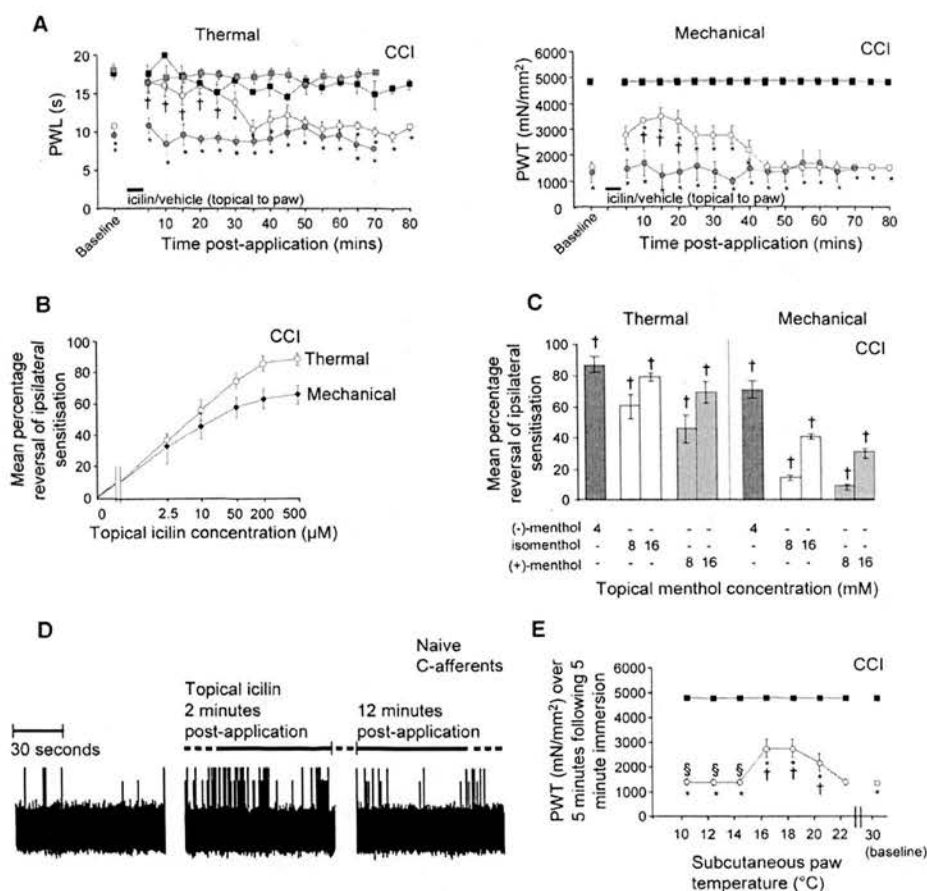 A
Thermal
CCI
20
15
10
5
0
PWL (s)
Baseline
icilin/vehicle (topical to paw)
10 20 30 40 50 60 70 80
Time post-application (mins)
Mechanical
CCI
6000
5000
4000
3000
2000
1000
PWT (mN/mm²)
Baseline
icilin/vehicle (topical to paw)
10 20 30 40 50 60 70 80
Time post-application (mins)
B
CCI
Thermal
Mechanical
100
80
60
40
20
0
Mean percentage
reversal of ipsilateral
sensitisation
0 2.5 10 50 200 500
Topical icilin concentration (µM)
C
Thermal Mechanical
CCI
100
80
60
40
20
0
Mean percentage
reversal of ipsilateral
sensitisation
† † † † † † † † † †
(-)-menthol 4 - - - - 4 - - - -
isomenthol - 8 16 - - - 8 16 - -
(+)-menthol - - - 8 16 - - - 8 16
Topical menthol concentration (mM)
D
Naive
C-afferents
30 seconds
Topical icilin
2 minutes
post-application
12 minutes
post-application
E
CCI
6000
5000
4000
3000
2000
1000
0
PWT (mN/mm²) over
5 minutes following 5
minute immersion
§ § §
† † †
10 12 14 16 18 20 22 30
(baseline)
Subcutaneous paw
temperature (°C)